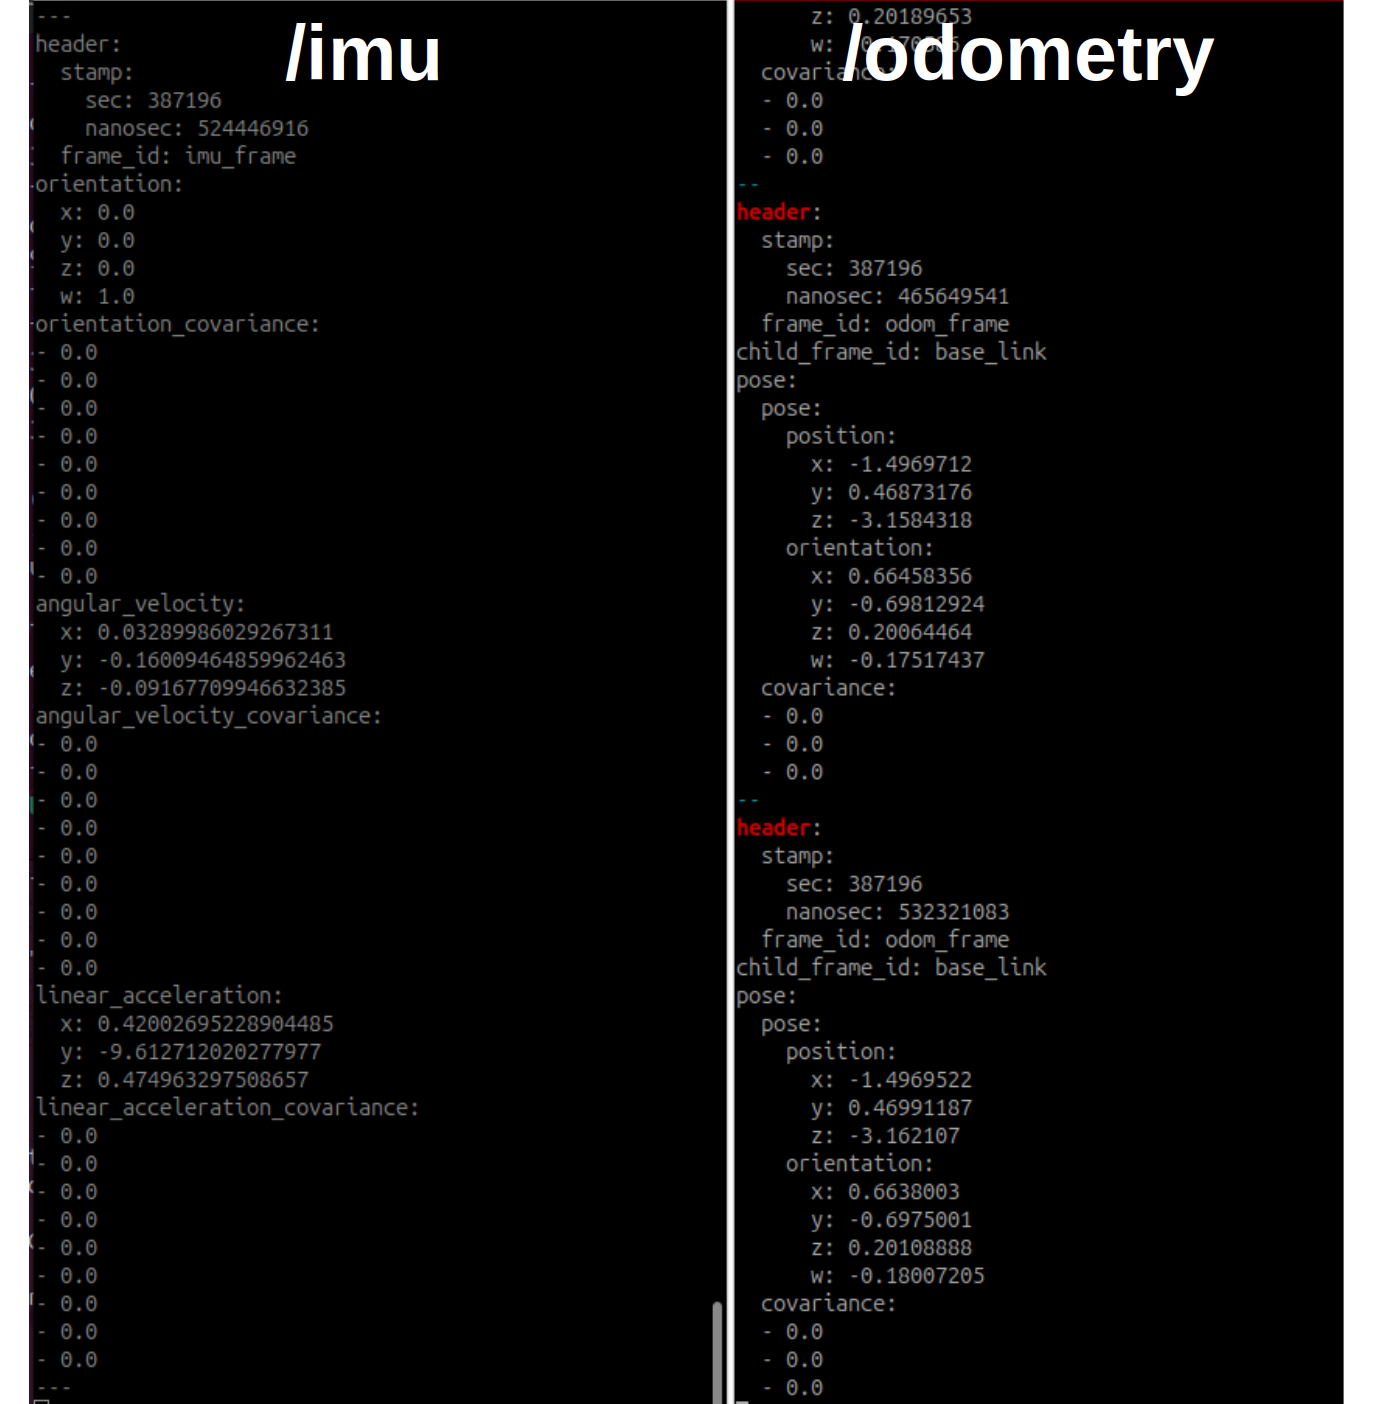 /imu
---
header:
  stamp:
    sec: 387196
    nanosec: 524446916
  frame_id: imu_frame
orientation:
  x: 0.0
  y: 0.0
  z: 0.0
  w: 1.0
orientation_covariance:
- 0.0
- 0.0
- 0.0
- 0.0
- 0.0
- 0.0
- 0.0
- 0.0
- 0.0
angular_velocity:
  x: 0.03289986029267311
  y: -0.16009464859962463
  z: -0.09167709946632385
angular_velocity_covariance:
- 0.0
- 0.0
- 0.0
- 0.0
- 0.0
- 0.0
- 0.0
- 0.0
- 0.0
linear_acceleration:
  x: 0.42002695228904485
  y: -9.612712020277977
  z: 0.474963297508657
linear_acceleration_covariance:
- 0.0
- 0.0
- 0.0
- 0.0
- 0.0
- 0.0
- 0.0
- 0.0
- 0.0
---
/odometry
      z: 0.20189653
      w:
  covariance:
  - 0.0
  - 0.0
  - 0.0
--
header:
  stamp:
    sec: 387196
    nanosec: 465649541
  frame_id: odom_frame
child_frame_id: base_link
pose:
  pose:
    position:
      x: -1.4969712
      y: 0.46873176
      z: -3.1584318
    orientation:
      x: 0.66458356
      y: -0.69812924
      z: 0.20064464
      w: -0.17517437
  covariance:
  - 0.0
  - 0.0
  - 0.0
--
header:
  stamp:
    sec: 387196
    nanosec: 532321083
  frame_id: odom_frame
child_frame_id: base_link
pose:
  pose:
    position:
      x: -1.4969522
      y: 0.46991187
      z: -3.162107
    orientation:
      x: 0.6638003
      y: -0.6975001
      z: 0.20108888
      w: -0.18007205
  covariance:
  - 0.0
  - 0.0
  - 0.0